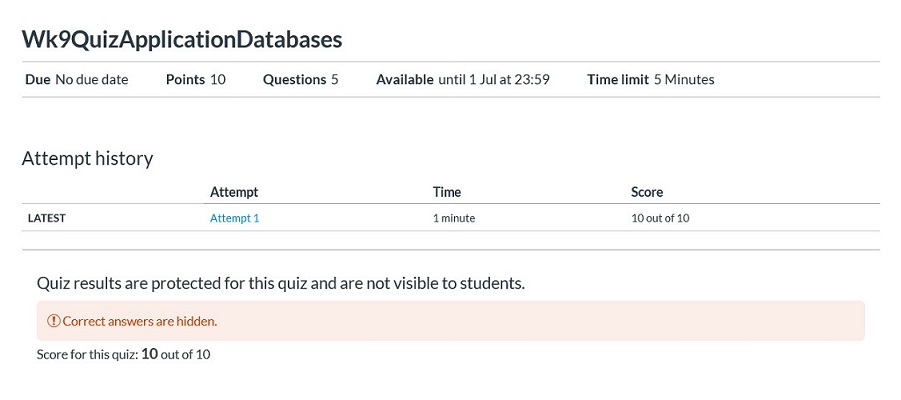 Wk9QuizApplicationDatabases
Due No due date Points 10 Questions 5 Available until 1 Jul at 23:59 Time limit 5 Minutes
Attempt history
Attempt Time Score
LATEST Attempt 1 1 minute 10 out of 10
Quiz results are protected for this quiz and are not visible to students.
Correct answers are hidden.
Score for this quiz: 10 out of 10